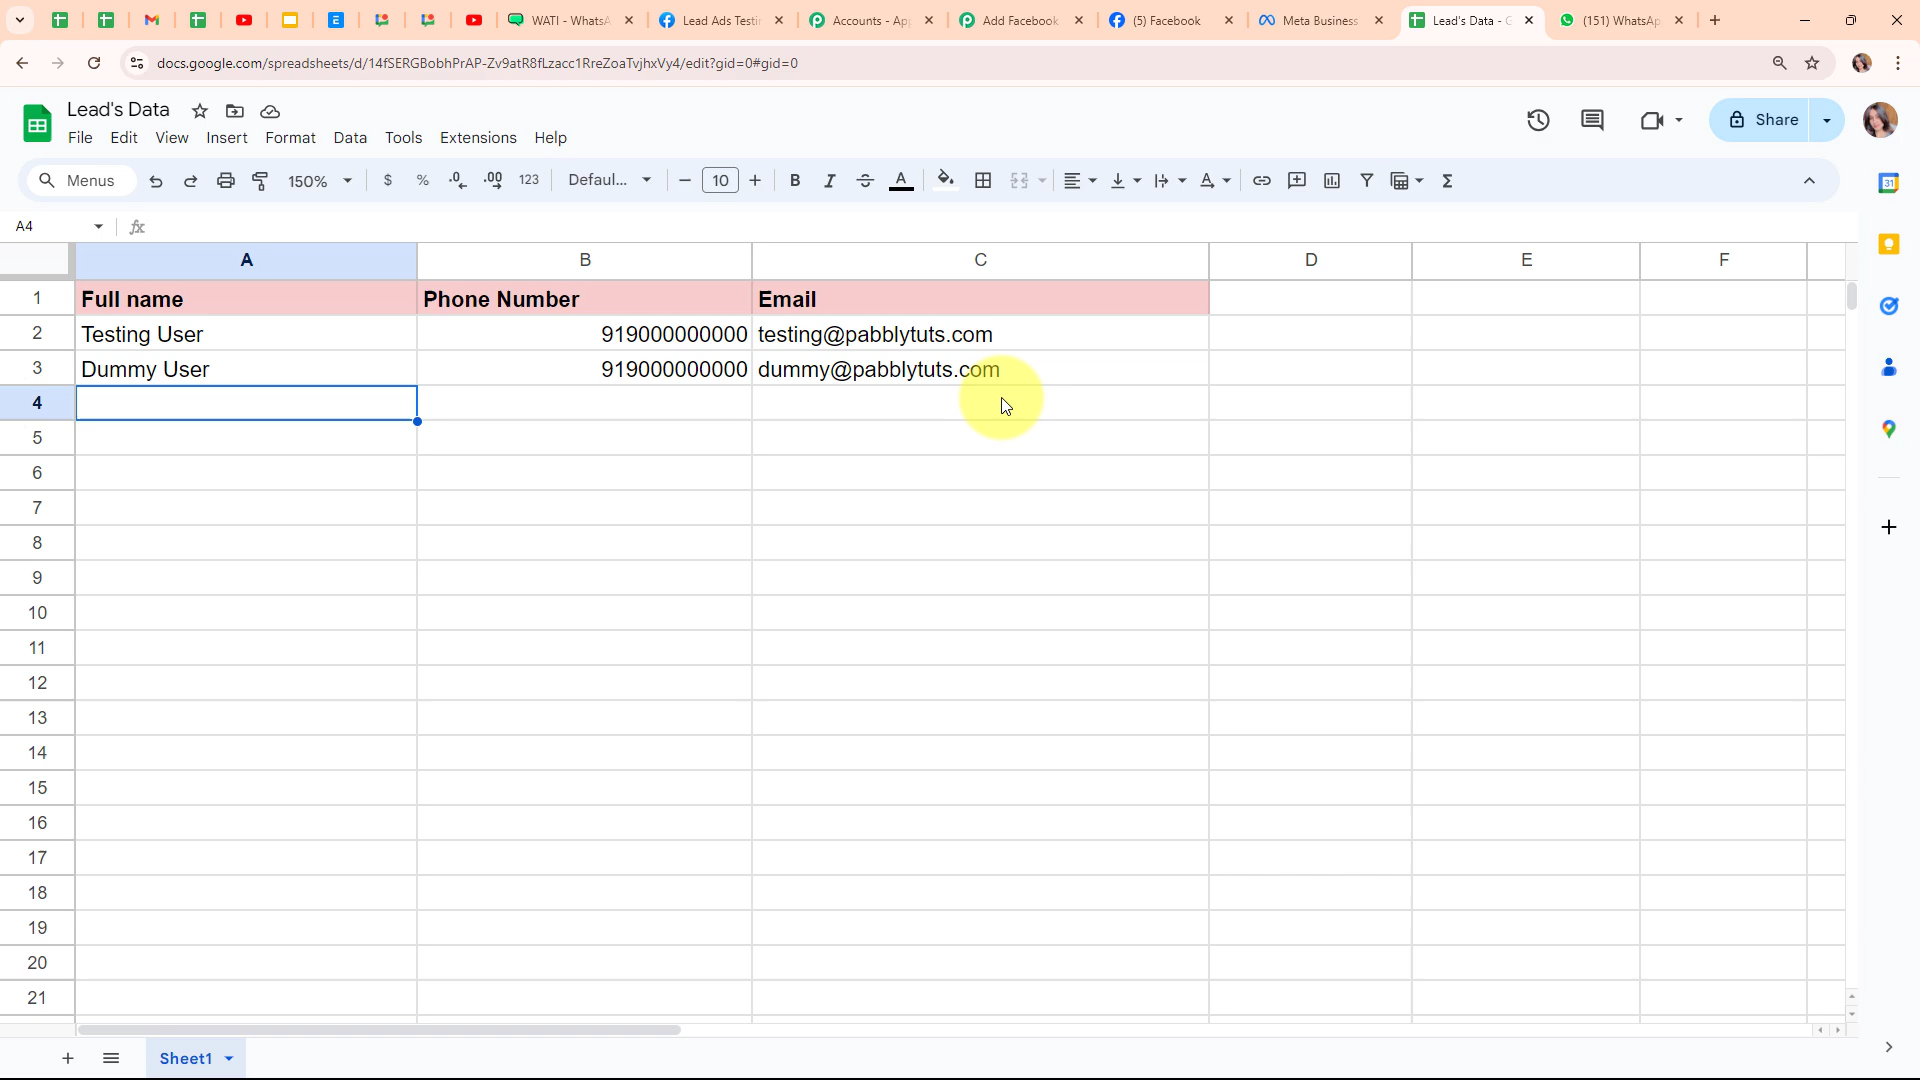 WATI - WhatsA
Lead Ads Testin
Accounts - Ap
Add Facebook
(5) Facebook
Meta Business
Lead's Data - G
(151) WhatsAp
docs.google.com/spreadsheets/d/14fSERGBobhPrAP-Zv9atR8fLzacc1RreZoaTvjhxVy4/edit?gid=0#gid=0
Lead's Data
Share
File Edit View Insert Format Data Tools Extensions Help
Menus 150% $ % .0 .00 123 Defaul... 10 B I A
31
A4 fx
A B C D E F
1 Full name Phone Number Email
2 Testing User 919000000000 testing@pabblytuts.com
3 Dummy User 919000000000 dummy@pabblytuts.com
4
5
6
7
8
9
10
11
12
13
14
15
16
17
18
19
20
21
Sheet1